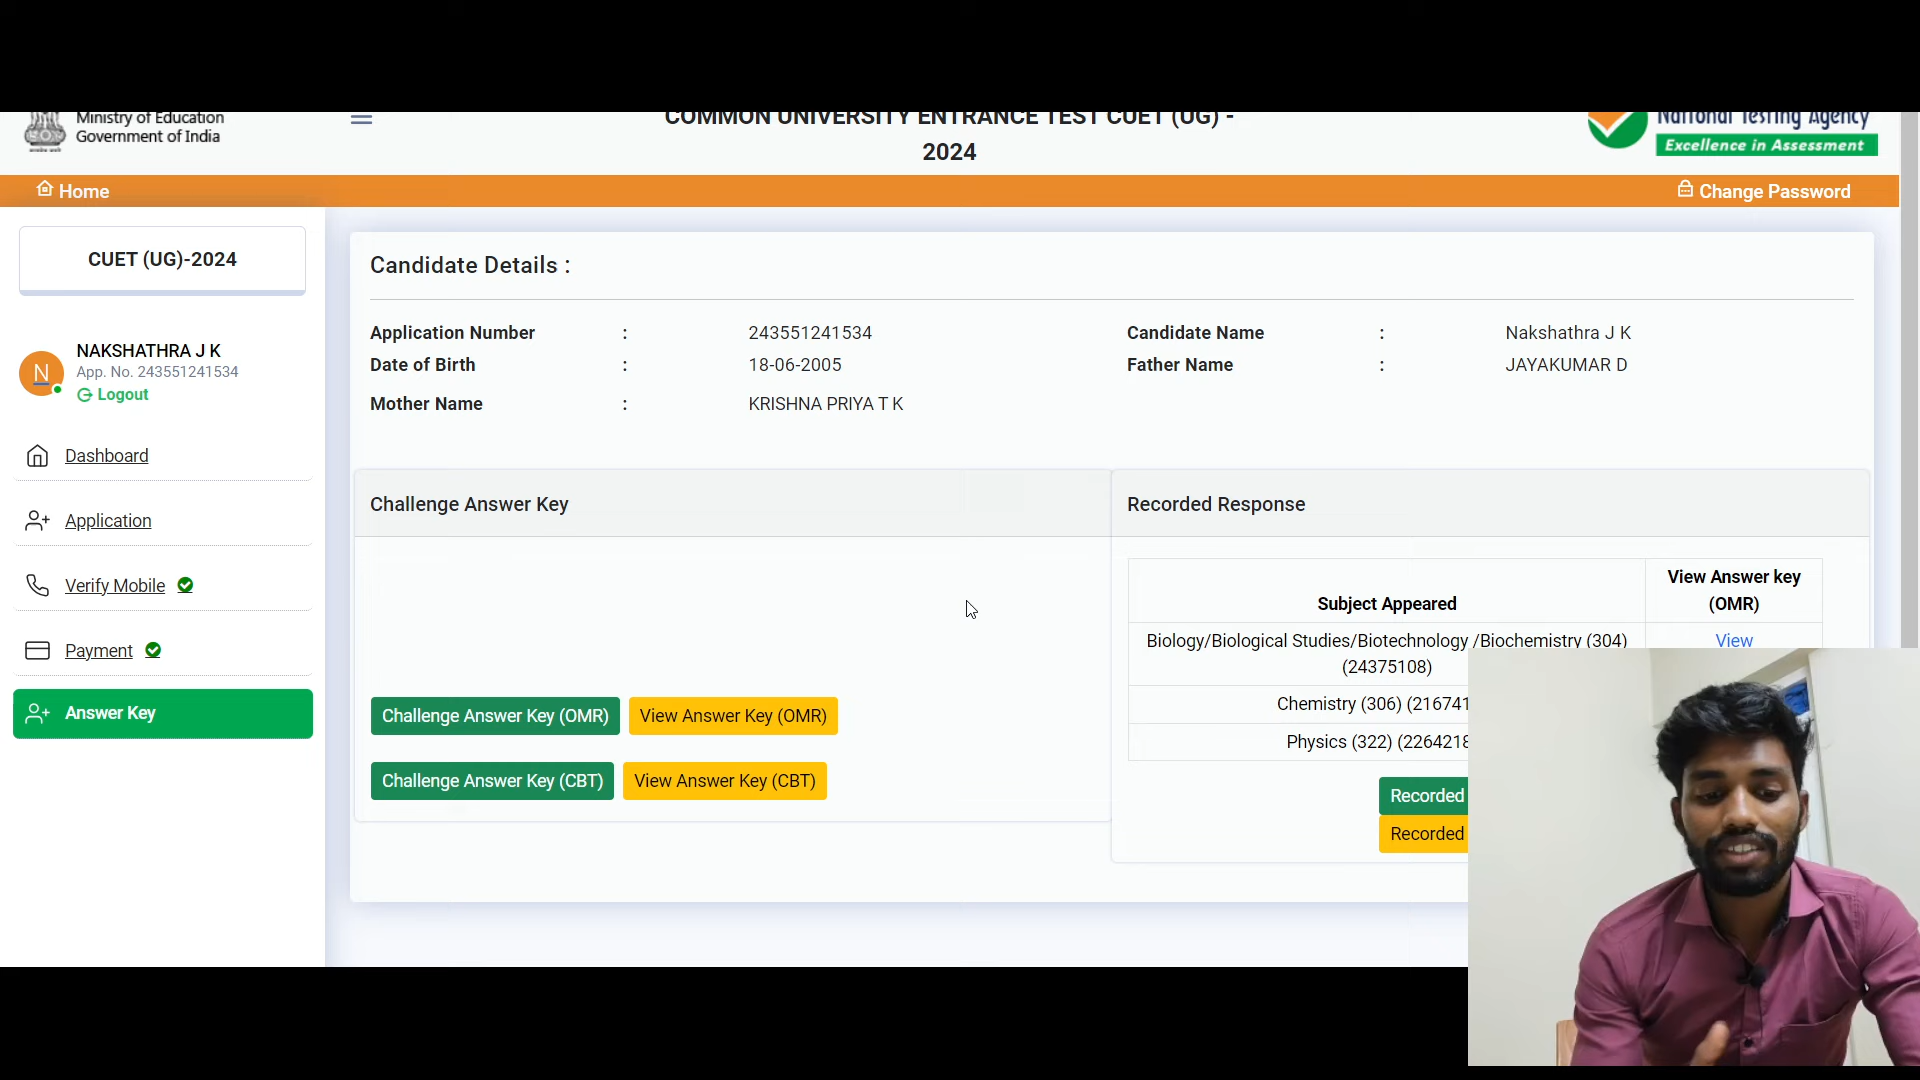 Ministry of Education
Government of India
COMMON UNIVERSITY ENTRANCE TEST CUET (UG) -
2024
National Testing Agency
Excellence in Assessment
Home
Change Password
CUET (UG)-2024
N
NAKSHATHRA J K
App. No. 243551241534
Logout
Dashboard
Application
Verify Mobile
Payment
Answer Key
Candidate Details :
Application Number : 243551241534 Candidate Name : Nakshathra J K
Date of Birth : 18-06-2005 Father Name : JAYAKUMAR D
Mother Name : KRISHNA PRIYA T K
Challenge Answer Key
Challenge Answer Key (OMR) View Answer Key (OMR)
Challenge Answer Key (CBT) View Answer Key (CBT)
Recorded Response
View Answer key
Subject Appeared (OMR)
Biology/Biological Studies/Biotechnology /Biochemistry (304) View
(24375108)
Chemistry (306) (216741
Physics (322) (2264218
Recorded
Recorded